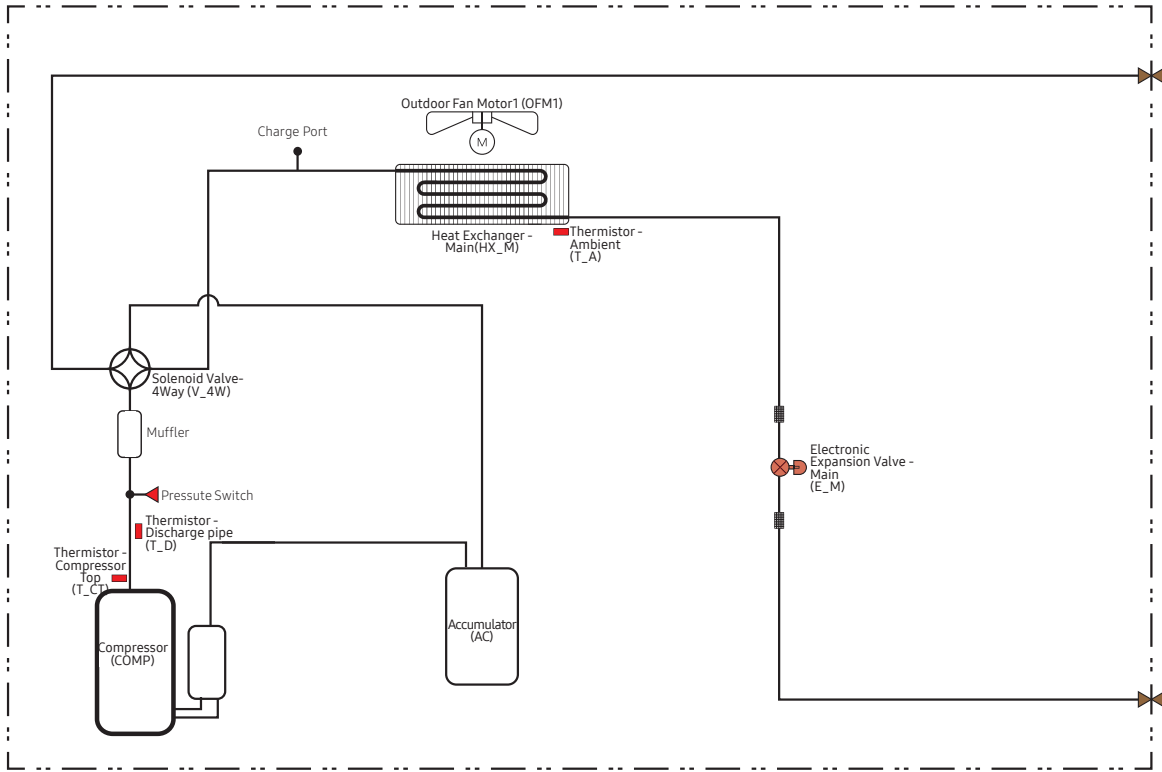 Outdoor Fan Motor1 (OFM1)
M
Charge Port
Heat Exchanger -
Main(HX_M)
Thermistor -
Ambient
(T_A)
Solenoid Valve-
4Way (V_4W)
Muffler
Pressute Switch
Thermistor -
Discharge pipe
(T_D)
Thermistor -
Compressor
Top
(T_CT)
Compressor
(COMP)
Accumulator
(AC)
Electronic
Expansion Valve -
Main
(E_M)